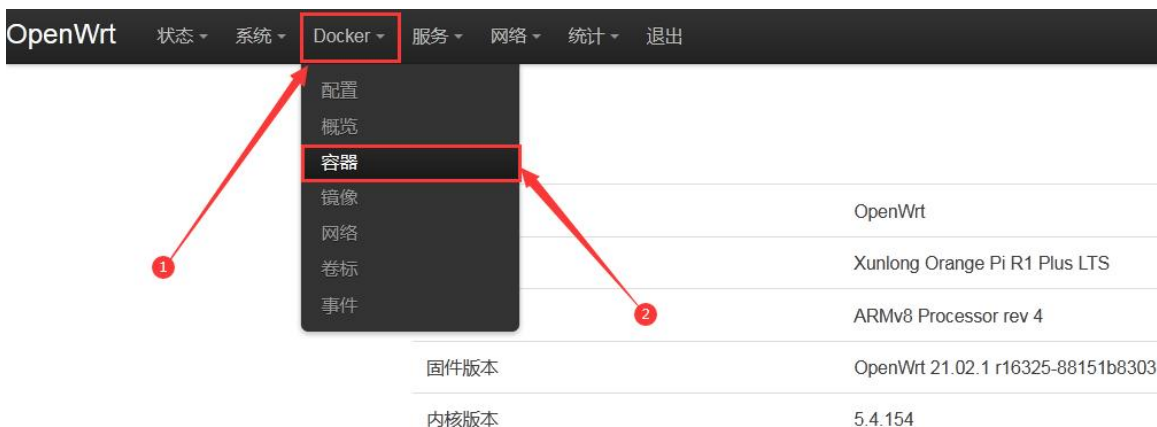 OpenWrt 状态 系统 Docker 服务 网络 统计 退出
配置
概览
容器
镜像
网络
卷标
事件
1
2
OpenWrt
Xunlong Orange Pi R1 Plus LTS
ARMv8 Processor rev 4
固件版本 OpenWrt 21.02.1 r16325-88151b8303
内核版本 5.4.154